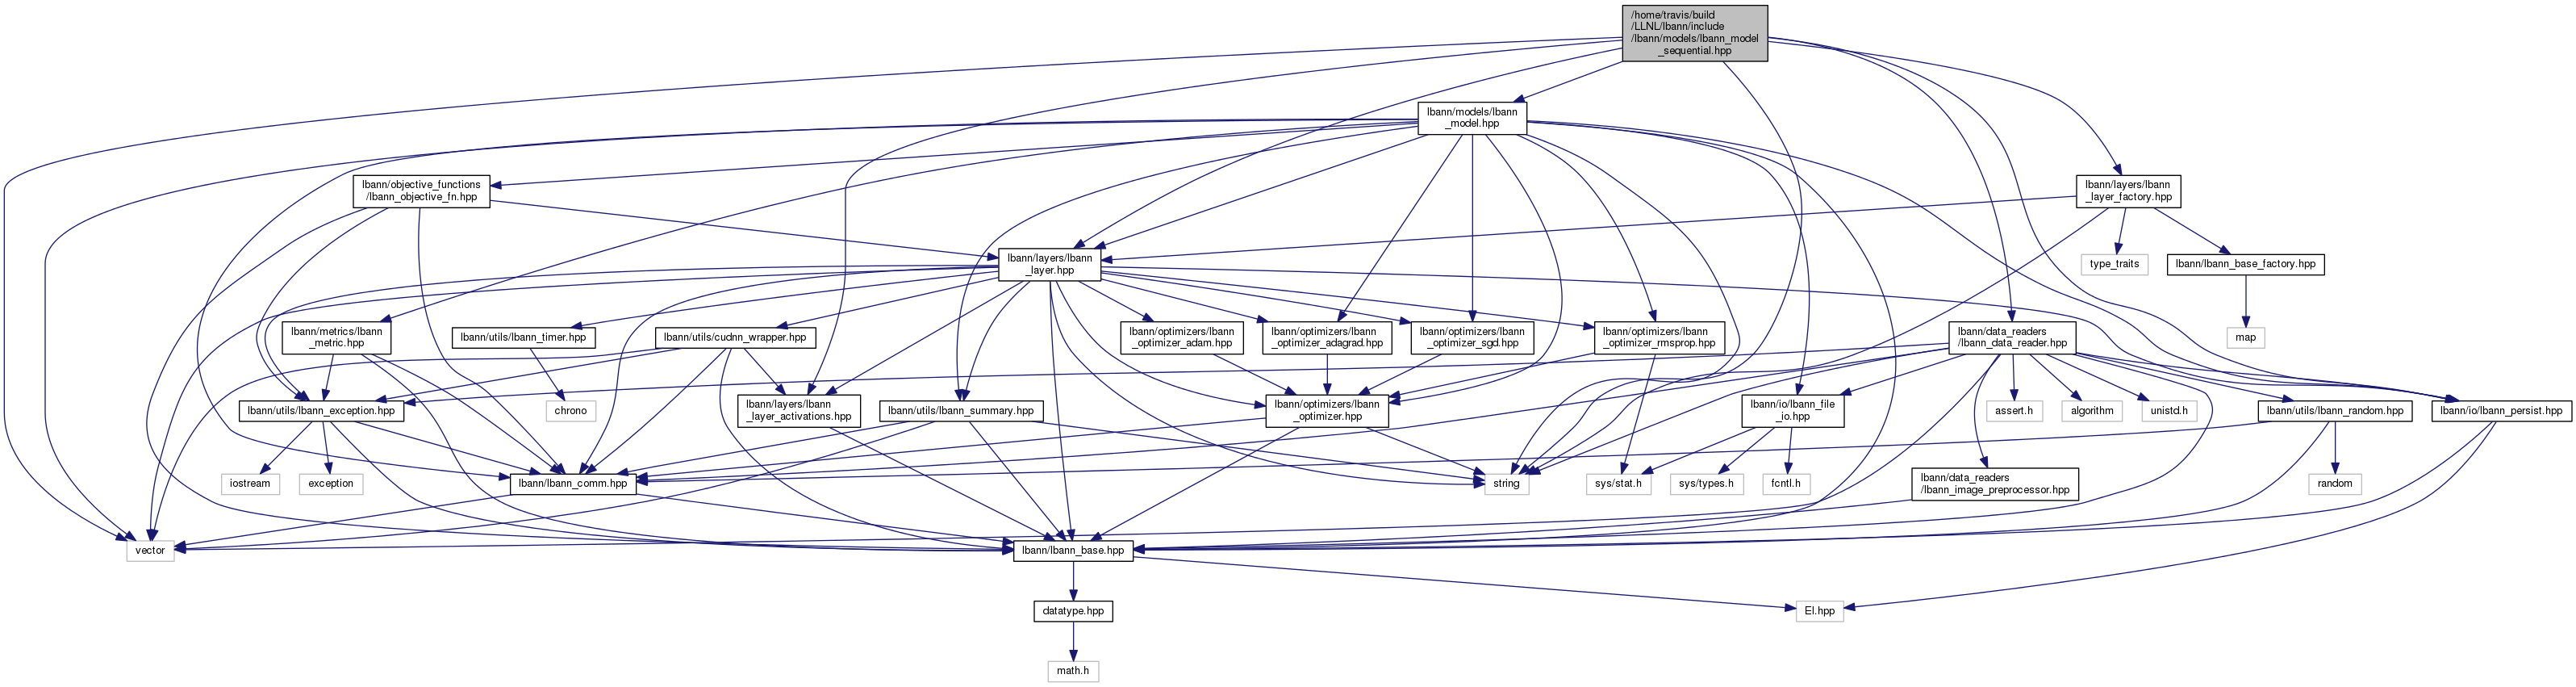 /home/travis/build
/LLNL/lbann/include
/lbann/models/lbann_model
_sequential.hpp
lbann/models/lbann
_model.hpp
lbann/objective_functions
/lbann_objective_fn.hpp
lbann/layers/lbann
_layer_factory.hpp
lbann/layers/lbann
_layer.hpp
type_traits
lbann/lbann_base_factory.hpp
lbann/metrics/lbann
_metric.hpp
lbann/utils/lbann_timer.hpp
lbann/utils/cudnn_wrapper.hpp
lbann/optimizers/lbann
_optimizer_adam.hpp
lbann/optimizers/lbann
_optimizer_adagrad.hpp
lbann/optimizers/lbann
_optimizer_sgd.hpp
lbann/optimizers/lbann
_optimizer_rmsprop.hpp
lbann/data_readers
/lbann_data_reader.hpp
map
lbann/utils/lbann_exception.hpp
chrono
lbann/layers/lbann
_layer_activations.hpp
lbann/utils/lbann_summary.hpp
lbann/optimizers/lbann
_optimizer.hpp
lbann/io/lbann_file
_io.hpp
assert.h
algorithm
unistd.h
lbann/utils/lbann_random.hpp
lbann/io/lbann_persist.hpp
iostream
exception
lbann/lbann_comm.hpp
string
sys/stat.h
sys/types.h
fcntl.h
lbann/data_readers
/lbann_image_preprocessor.hpp
random
vector
lbann/lbann_base.hpp
datatype.hpp
El.hpp
math.h